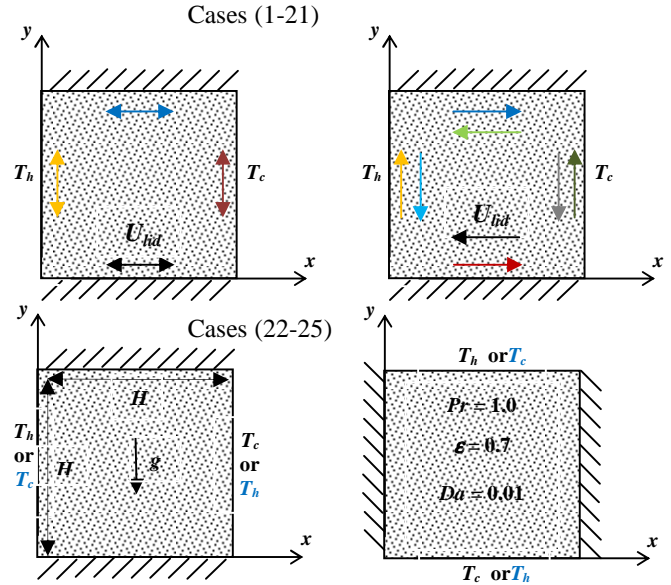 Cases (1-21)
y
y
T_h
T_c
T_h
T_c
U_lid
U_lid
x
x
Cases (22-25)
y
y
T_h or T_c
H
Pr = 1.0
T_h
or
T_c
H
g
T_c
or
T_h
ε = 0.7
Da = 0.01
x
x
T_c or T_h